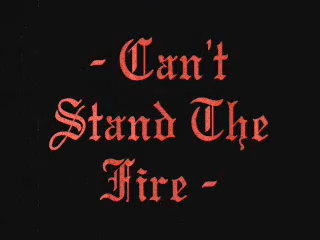 - Can't
Stand The
Fire -